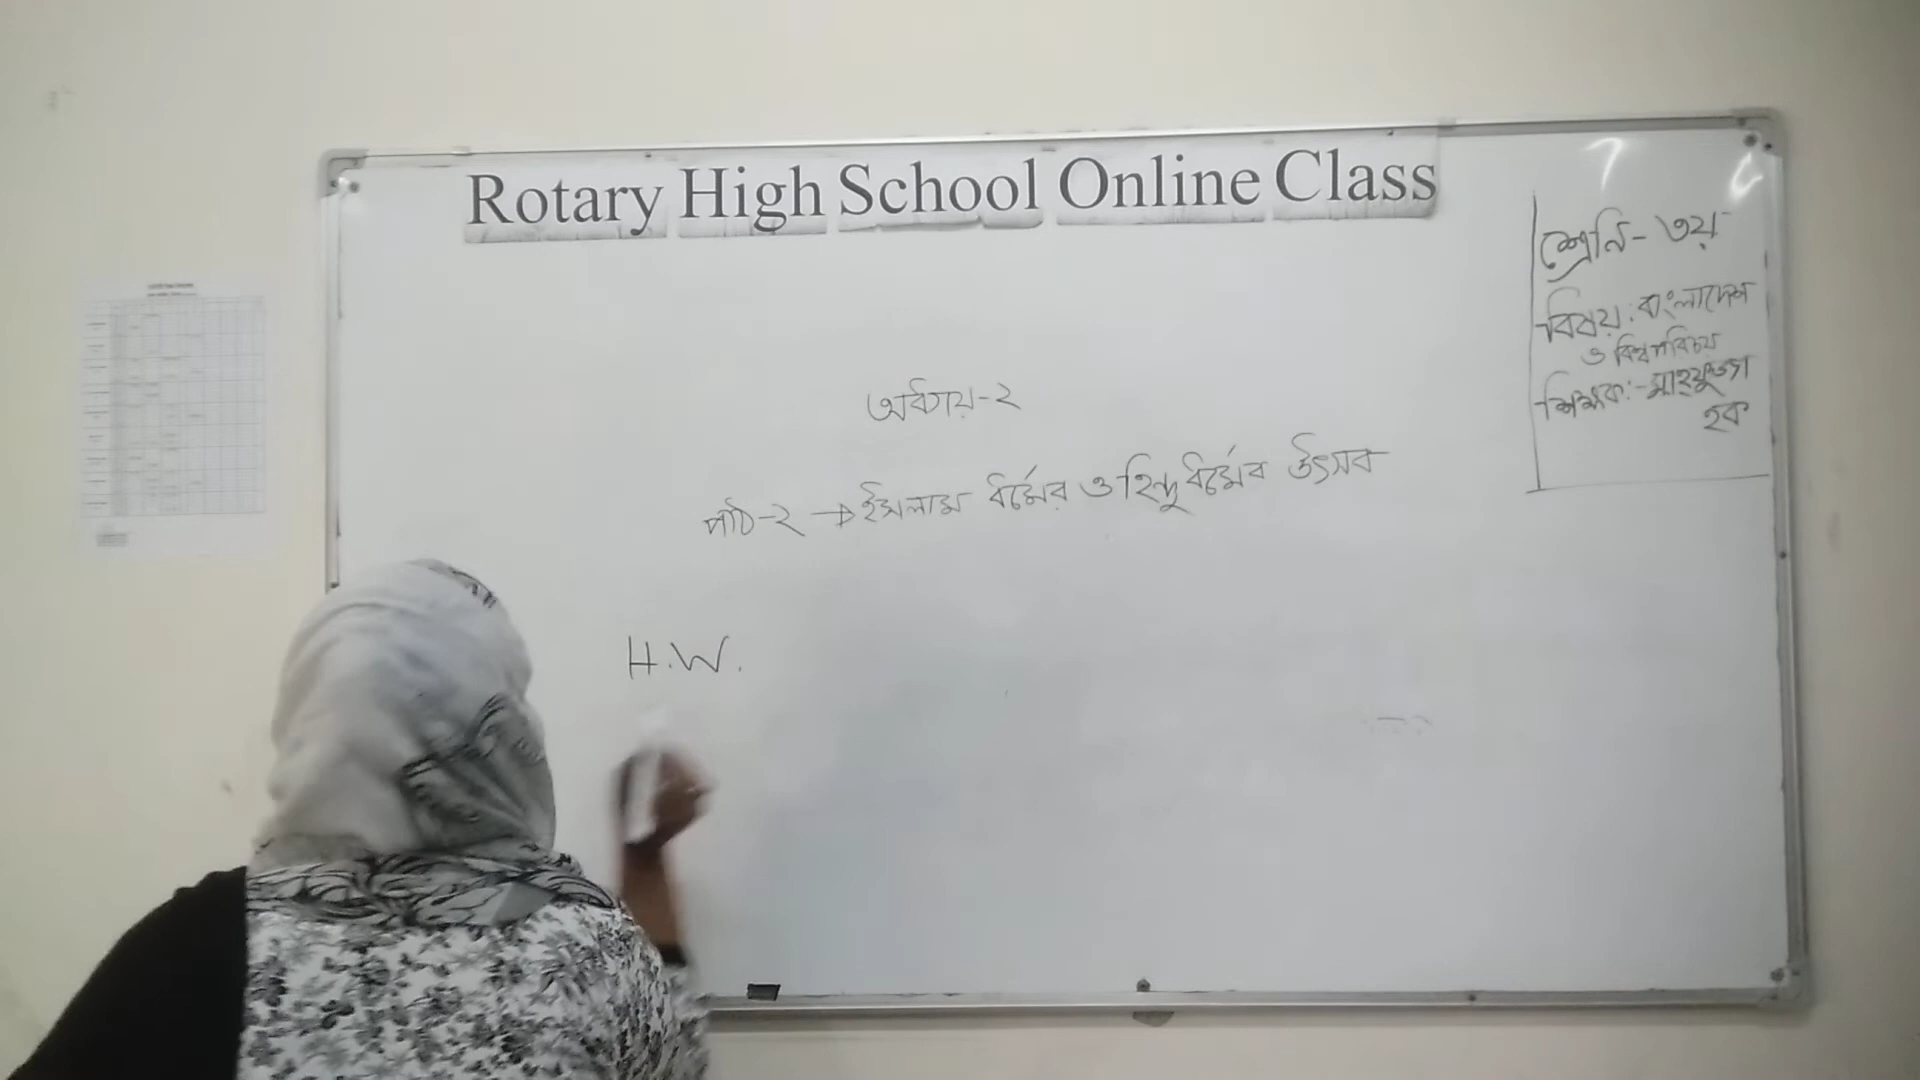 Rotary High School Online Class
শ্রেনি - ৩য়
বিষয় : বাংলাদেশ
ও বিশ্বপরিচয়
শিক্ষক :- মাহফুজা
হক
অধ্যায় - ২
পাঠ - ২ → ইসলাম ধর্মের ও হিন্দু ধর্মের উৎসব
H.W.